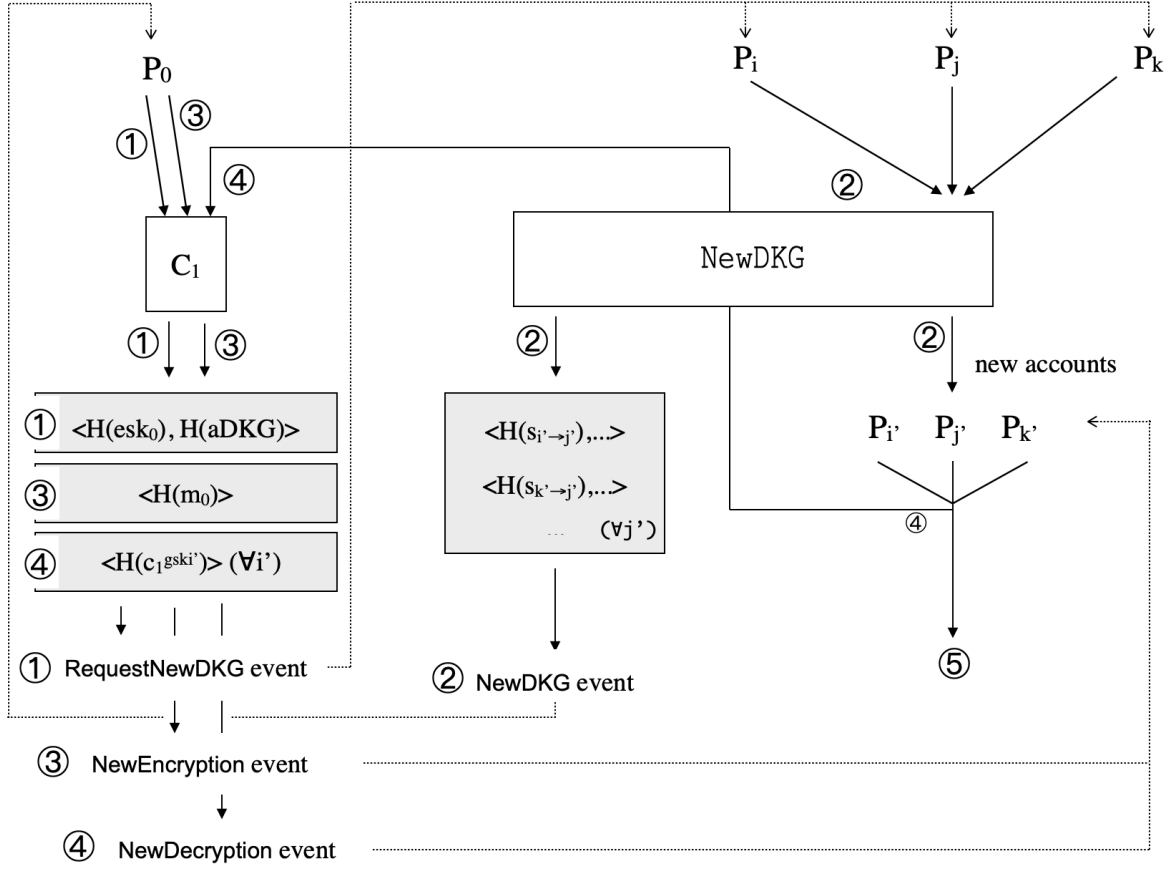 P₀ Pᵢ Pⱼ Pₖ
① ③
④ ②
C₁ NewDKG
① ③ ② ②
new accounts
① <H(esk₀), H(aDKG)>
<H(sᵢ'→ⱼ'),...> Pᵢ' Pⱼ' Pₖ'
③ <H(m₀)>
<H(sₖ'→ⱼ'),...>
... (∀j’)
④
④ <H(c₁^gski’)> (∀i’)
① RequestNewDKG event
② NewDKG event
⑤
③ NewEncryption event
④ NewDecryption event